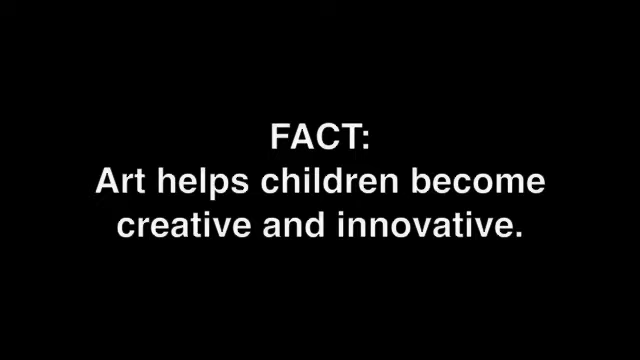 FACT:
Art helps children become
creative and innovative.